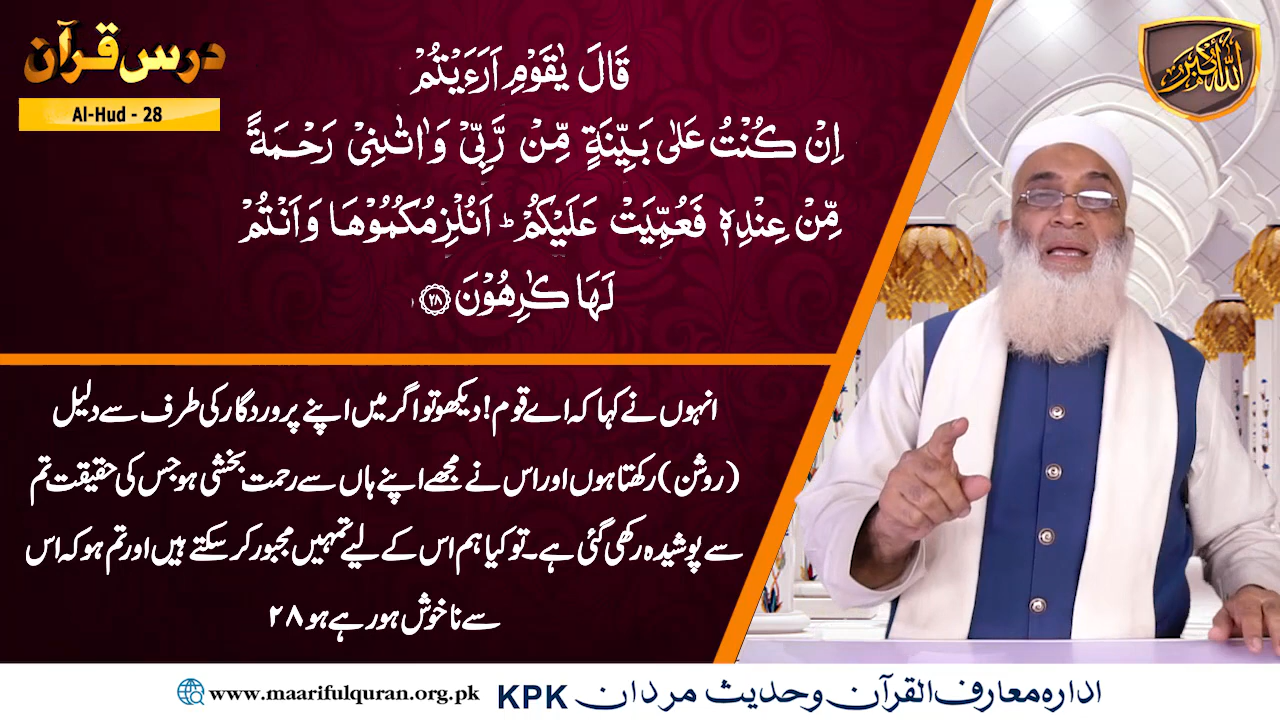 درس قرآن
Al-Hud - 28
اللہ اکبر
قَالَ یٰقَوْمِ اَرَءَیْتُمْ
اِنْ كُنْتُ عَلٰی بَیِّنَةٍ مِّنْ رَّبِّیْ وَاٰتٰىنِیْ رَحْمَةً
مِّنْ عِنْدِهٖ فَعُمِّیَتْ عَلَیْكُمْ ؕ اَنُلْزِمُكُمُوْهَا وَاَنْتُمْ
لَهَا كٰرِهُوْنَ ۲۸
انہوں نے کہا کہ اے قوم! دیکھو تو اگر میں اپنے پروردگار کی طرف سے دلیل
(روشن) رکھتا ہوں اور اس نے مجھے اپنے ہاں سے رحمت بخشی ہو جس کی حقیقت تم
سے پوشیدہ رکھی گئی ہے۔ تو کیا ہم اس کے لیے تمہیں مجبور کر سکتے ہیں اور تم ہو کہ اس
سے ناخوش ہو رہے ہو ۲۸
ادارہ معارف القرآن وحدیث مردان KPK
www.maarifulquran.org.pk